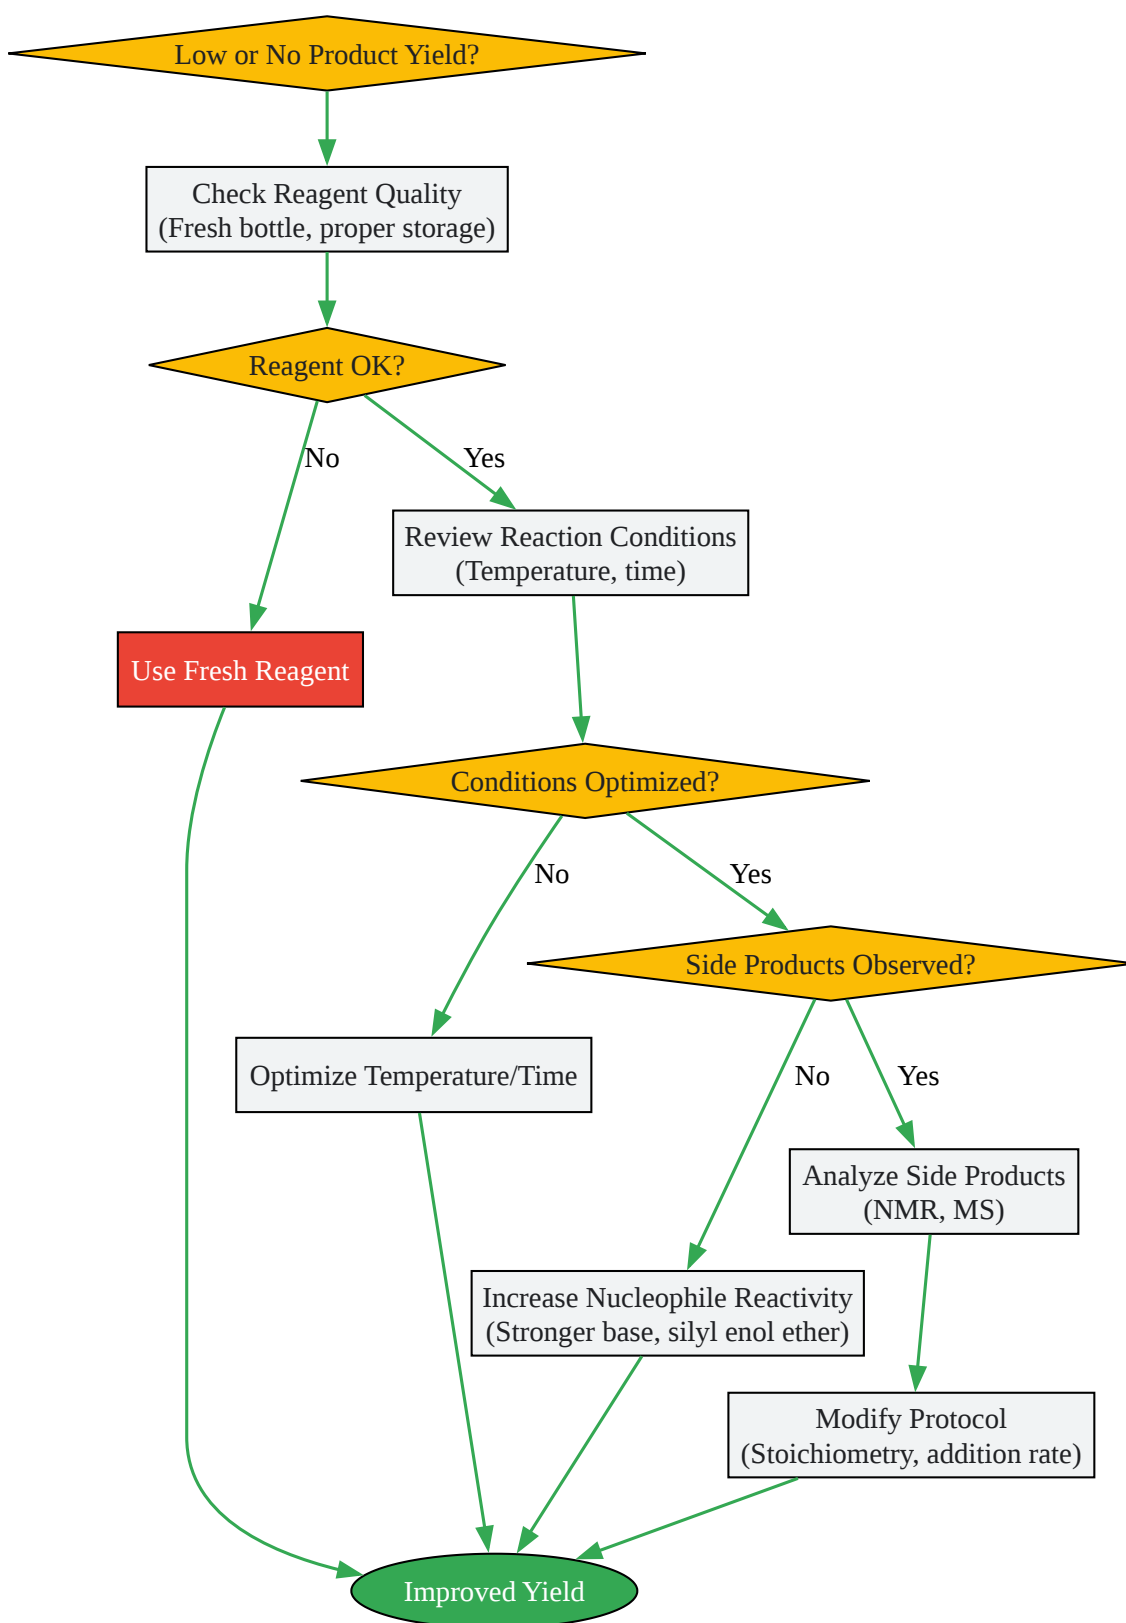 Low or No Product Yield?
Check Reagent Quality
(Fresh bottle, proper storage)
Reagent OK?
No
Yes
Review Reaction Conditions
(Temperature, time)
Use Fresh Reagent
Conditions Optimized?
No
Yes
Side Products Observed?
Optimize Temperature/Time
No
Yes
Analyze Side Products
(NMR, MS)
Increase Nucleophile Reactivity
(Stronger base, silyl enol ether)
Modify Protocol
(Stoichiometry, addition rate)
Improved Yield